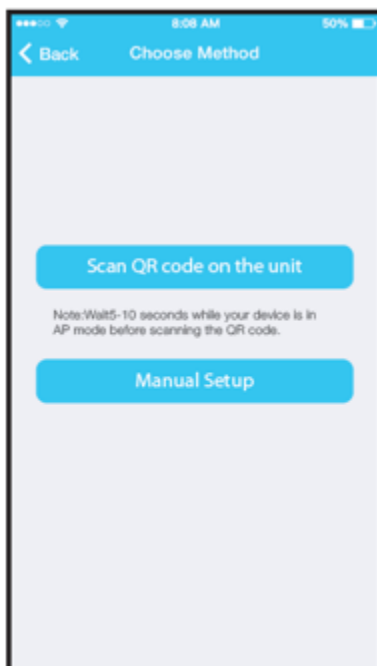 8:08 AM
50%
Back
Choose Method
Scan QR code on the unit
Note:Wait5-10 seconds while your device is in
AP mode before scanning the QR code.
Manual Setup